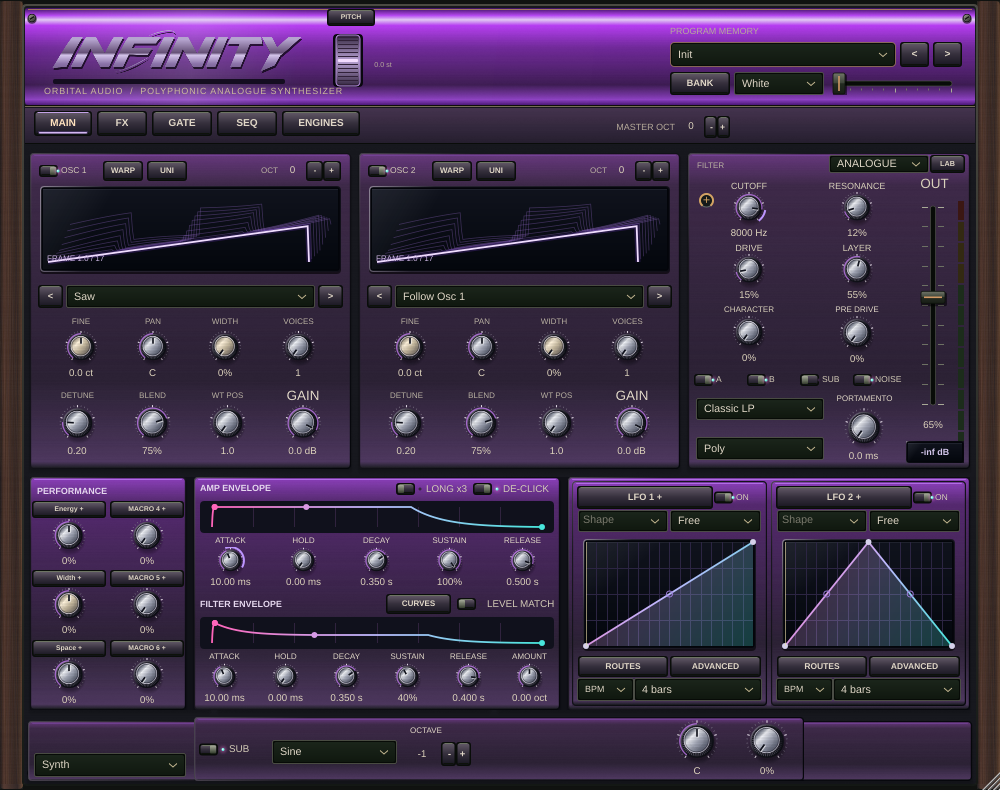 PITCH
INFINITY
0.0 st
ORBITAL AUDIO / POLYPHONIC ANALOGUE SYNTHESIZER
PROGRAM MEMORY
Init < >
BANK White
MAIN FX GATE SEQ ENGINES
MASTER OCT 0 - +
OSC 1 WARP UNI OCT 0 - +
FRAME 1.0 / 17
< Saw >
FINE PAN WIDTH VOICES
0.0 ct C 0% 1
DETUNE BLEND WT POS GAIN
0.20 75% 1.0 0.0 dB
OSC 2 WARP UNI OCT 0 - +
FRAME 1.0 / 17
< Follow Osc 1 >
FINE PAN WIDTH VOICES
0.0 ct C 0% 1
DETUNE BLEND WT POS GAIN
0.20 75% 1.0 0.0 dB
FILTER ANALOGUE LAB
CUTOFF RESONANCE OUT
8000 Hz 12%
DRIVE LAYER
15% 55%
CHARACTER PRE DRIVE
0% 0%
A B SUB NOISE
Classic LP PORTAMENTO
65%
Poly 0.0 ms -inf dB
PERFORMANCE
Energy + MACRO 4 +
0% 0%
Width + MACRO 5 +
0% 0%
Space + MACRO 6 +
0% 0%
AMP ENVELOPE LONG x3 DE-CLICK
ATTACK HOLD DECAY SUSTAIN RELEASE
10.00 ms 0.00 ms 0.350 s 100% 0.500 s
FILTER ENVELOPE CURVES LEVEL MATCH
ATTACK HOLD DECAY SUSTAIN RELEASE AMOUNT
10.00 ms 0.00 ms 0.350 s 40% 0.400 s 0.00 oct
LFO 1 + ON
Shape Free
ROUTES ADVANCED
BPM 4 bars
LFO 2 + ON
Shape Free
ROUTES ADVANCED
BPM 4 bars
Synth
OCTAVE
SUB Sine -1 - +
C 0%